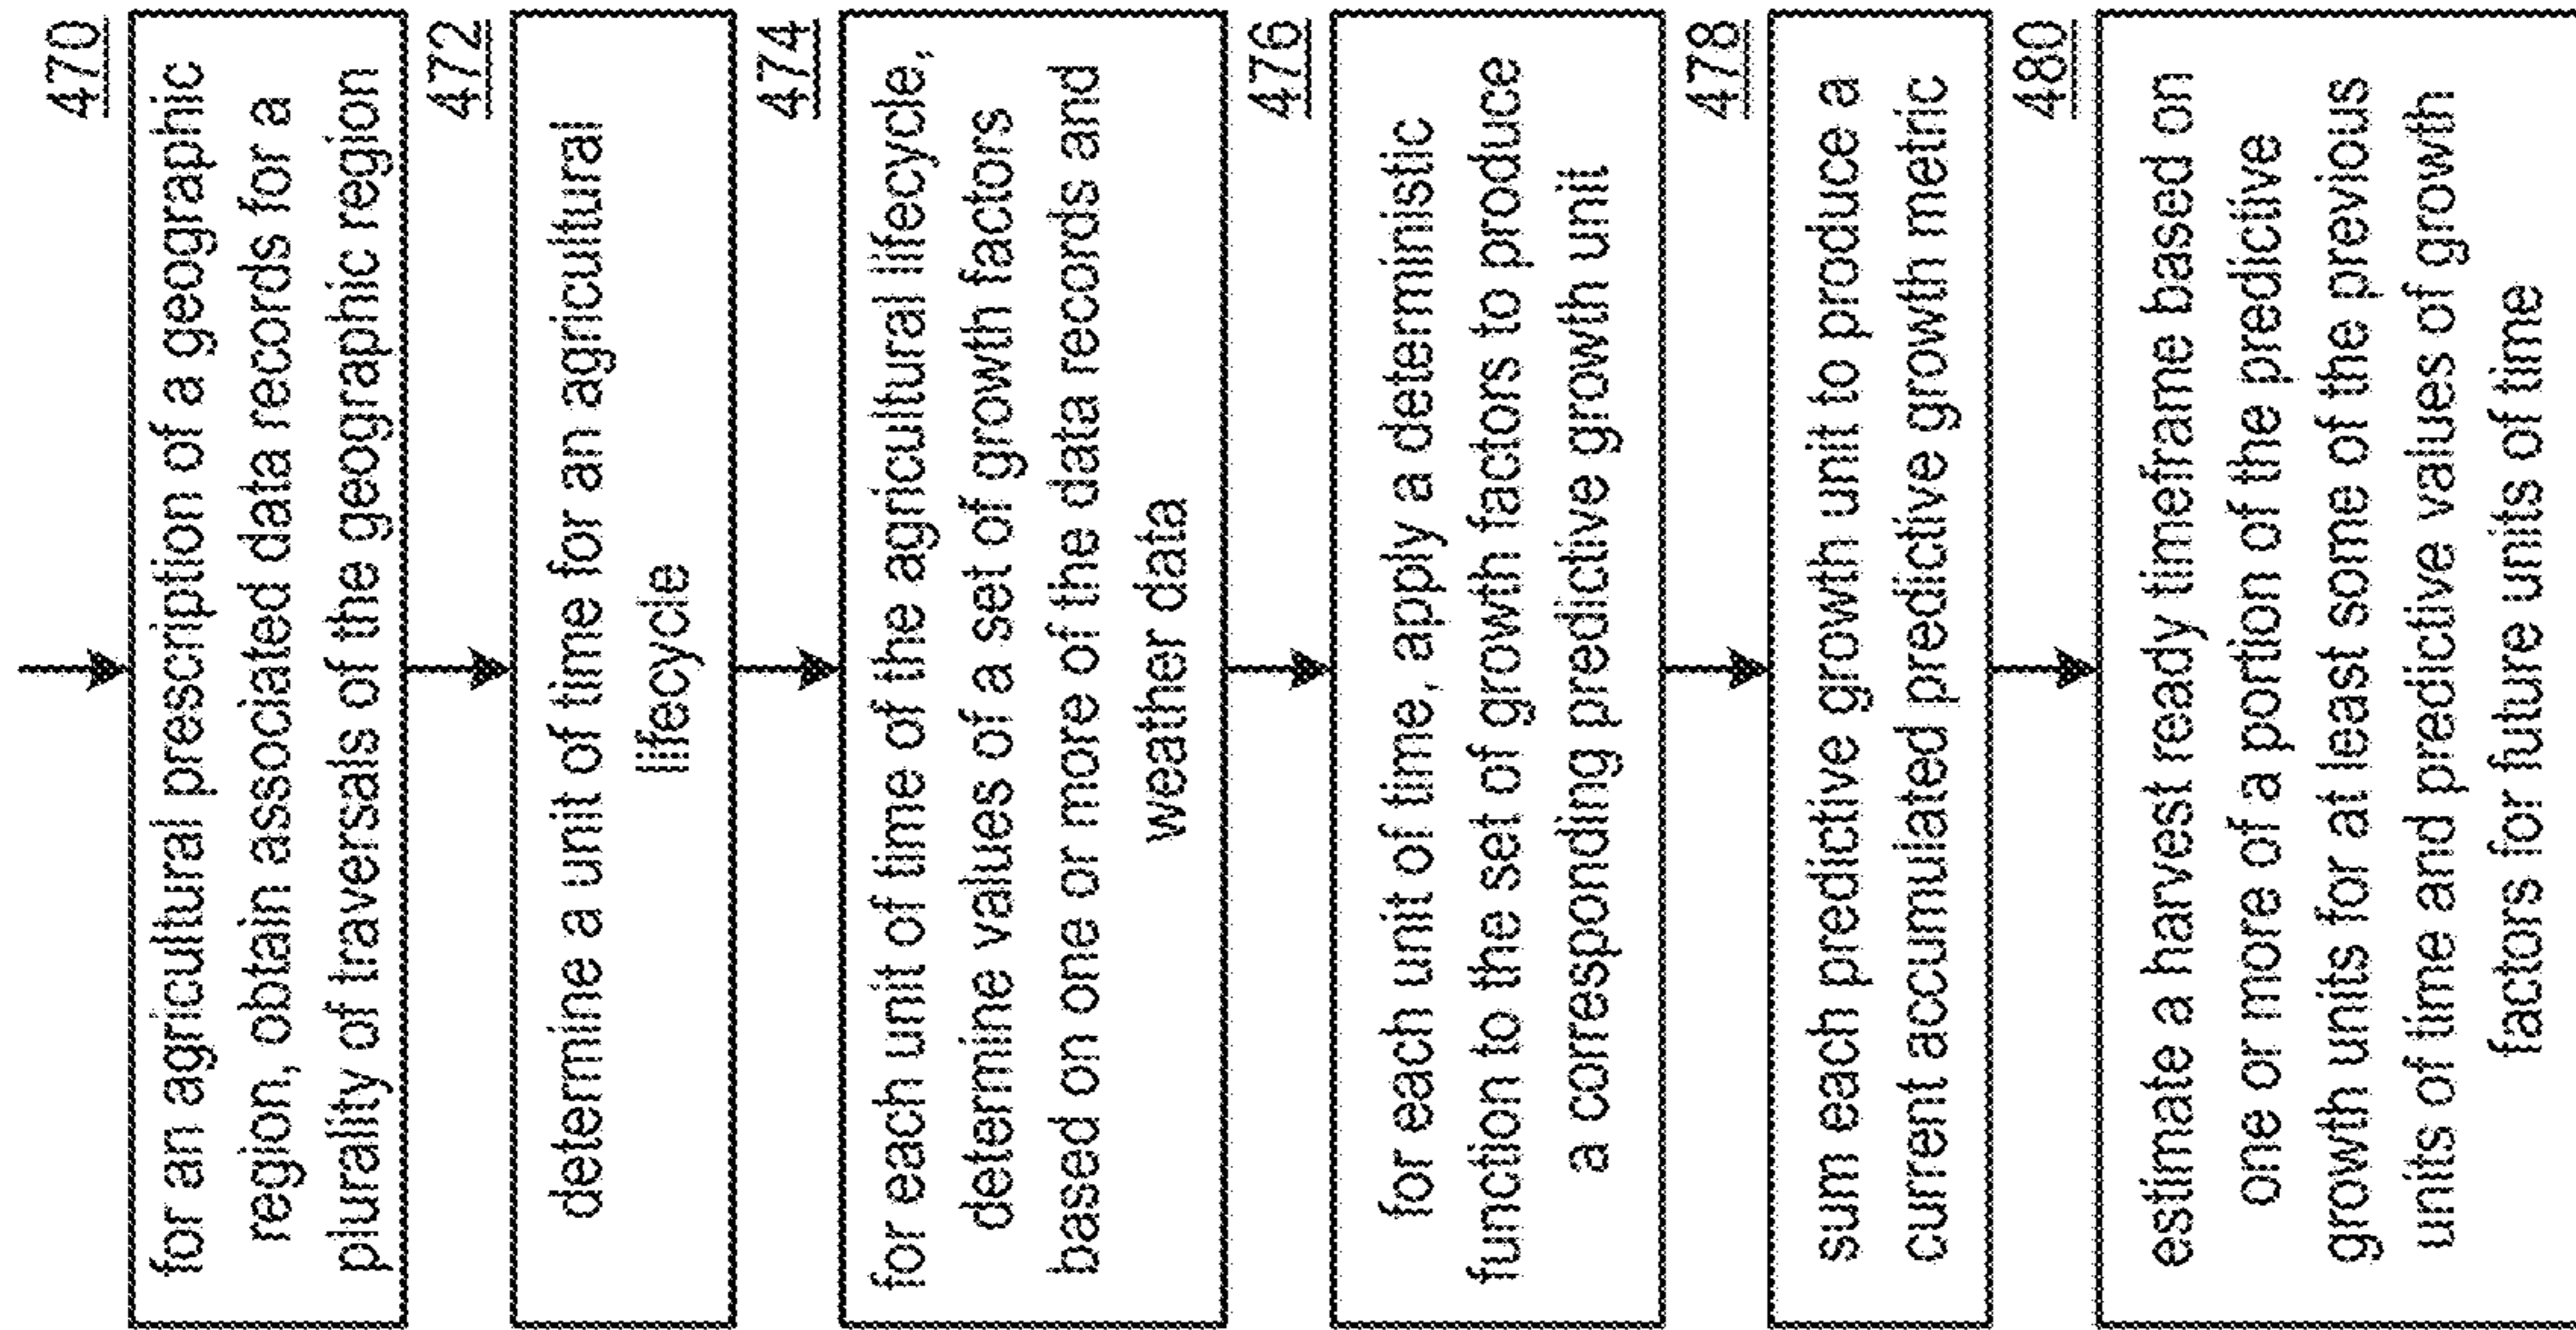 470
for an agricultural prescription of a geographic
region, obtain associated data records for a
plurality of traversals of the geographic region
472
determine a unit of time for an agricultural
lifecycle
474
for each unit of time of the agricultural lifecycle,
determine values of a set of growth factors
based on one or more of the data records and
weather data
476
for each unit of time, apply a deterministic
function to the set of growth factors to produce
a corresponding predictive growth unit
478
sum each predictive growth unit to produce a
current accumulated predictive growth metric
480
estimate a harvest ready timeframe based on
one or more of a portion of the predictive
growth units for at least some of the previous
units of time and predictive values of growth
factors for future units of time